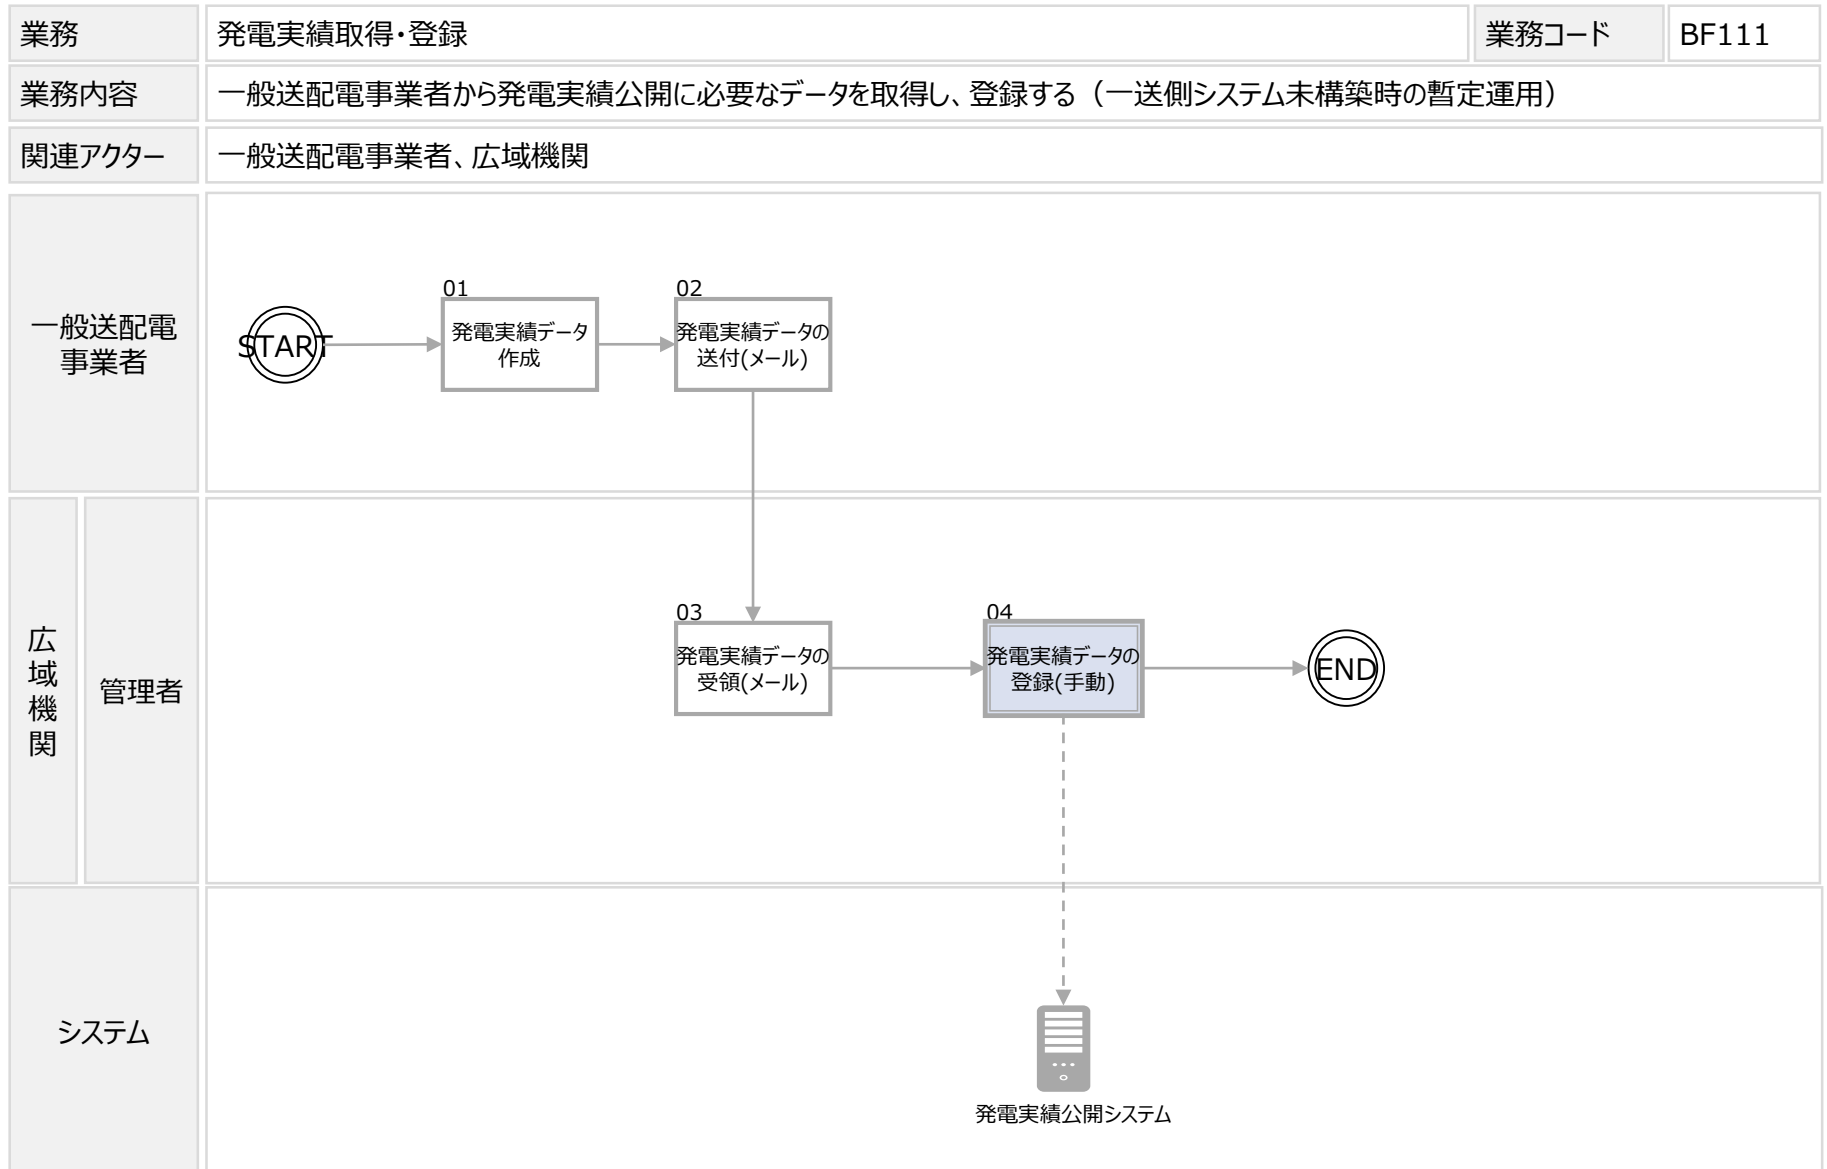 業務
発電実績取得・登録
業務コード
BF111
業務内容
一般送配電事業者から発電実績公開に必要なデータを取得し、登録する（一送側システム未構築時の暫定運用）
関連アクター
一般送配電事業者、広域機関
一般送配電
事業者
START
01
発電実績データ
作成
02
発電実績データの
送付(メール)
広域機関
管理者
03
発電実績データの
受領(メール)
04
発電実績データの
登録(手動)
END
システム
発電実績公開システム